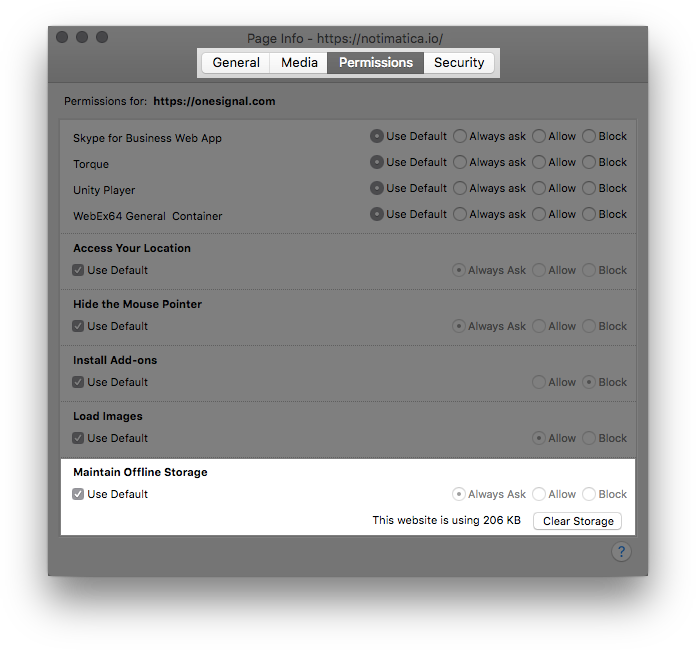 Page Info - https://notimatica.io/
General Media Permissions Security
Permissions for: https://onesignal.com
Skype for Business Web App Use Default Always ask Allow Block
Torque Use Default Always ask Allow Block
Unity Player Use Default Always ask Allow Block
WebEx64 General Container Use Default Always ask Allow Block
Access Your Location
Use Default Always Ask Allow Block
Hide the Mouse Pointer
Use Default Always Ask Allow Block
Install Add-ons
Use Default Allow Block
Load Images
Use Default Allow Block
Maintain Offline Storage
Use Default Always Ask Allow Block
This website is using 206 KB Clear Storage
?